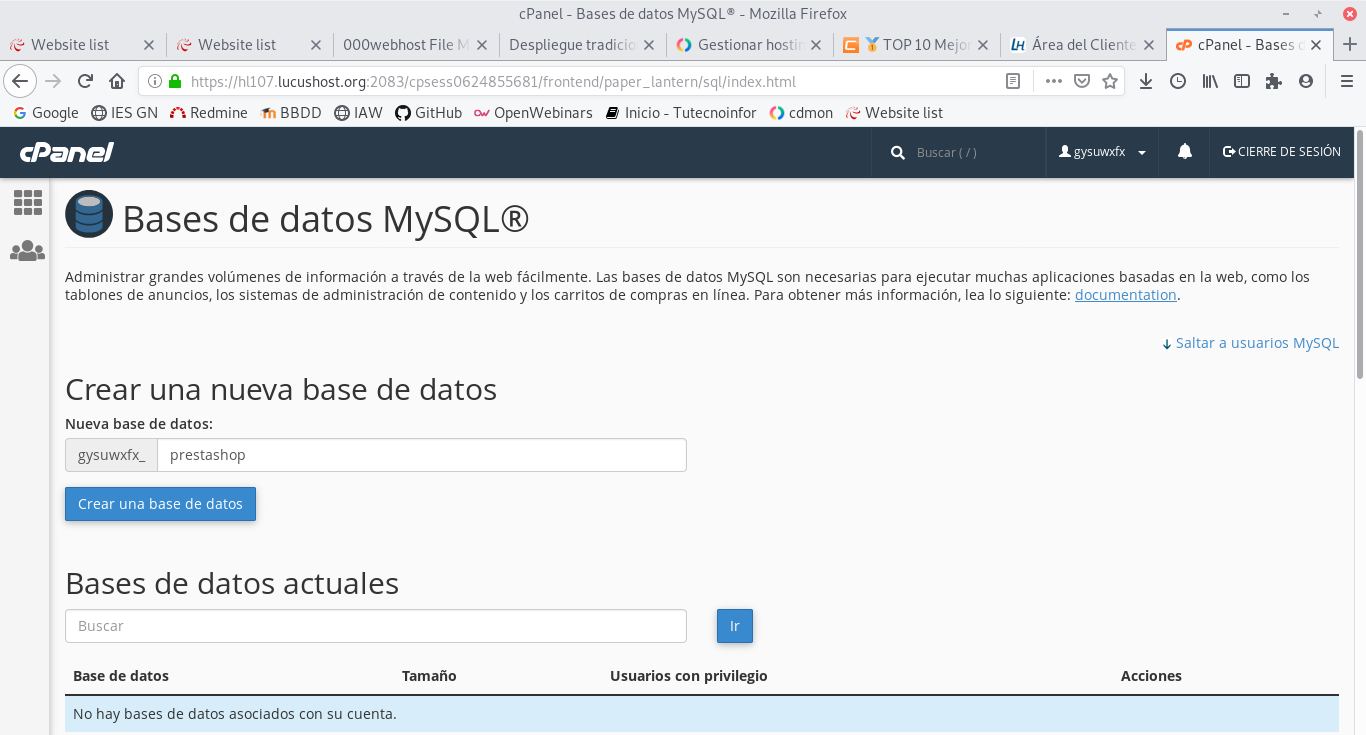 cPanel - Bases de datos MySQL® - Mozilla Firefox
Website list
Website list
000webhost File M
Despliegue tradicio
Gestionar hostin
TOP 10 Mejor
Área del Cliente
cPanel - Bases d
https://hl107.lucushost.org:2083/cpsess0624855681/frontend/paper_lantern/sql/index.html
Google IES GN Redmine BBDD IAW GitHub OpenWebinars Inicio - Tutecnoinfor cdmon Website list
cPanel
Buscar ( / )
gysuwxfx
CIERRE DE SESIÓN
Bases de datos MySQL®
Administrar grandes volúmenes de información a través de la web fácilmente. Las bases de datos MySQL son necesarias para ejecutar muchas aplicaciones basadas en la web, como los
tablones de anuncios, los sistemas de administración de contenido y los carritos de compras en línea. Para obtener más información, lea lo siguiente: documentation.
Saltar a usuarios MySQL
Crear una nueva base de datos
Nueva base de datos:
gysuwxfx_ prestashop
Crear una base de datos
Bases de datos actuales
Buscar
Ir
Base de datos Tamaño Usuarios con privilegio Acciones
No hay bases de datos asociados con su cuenta.